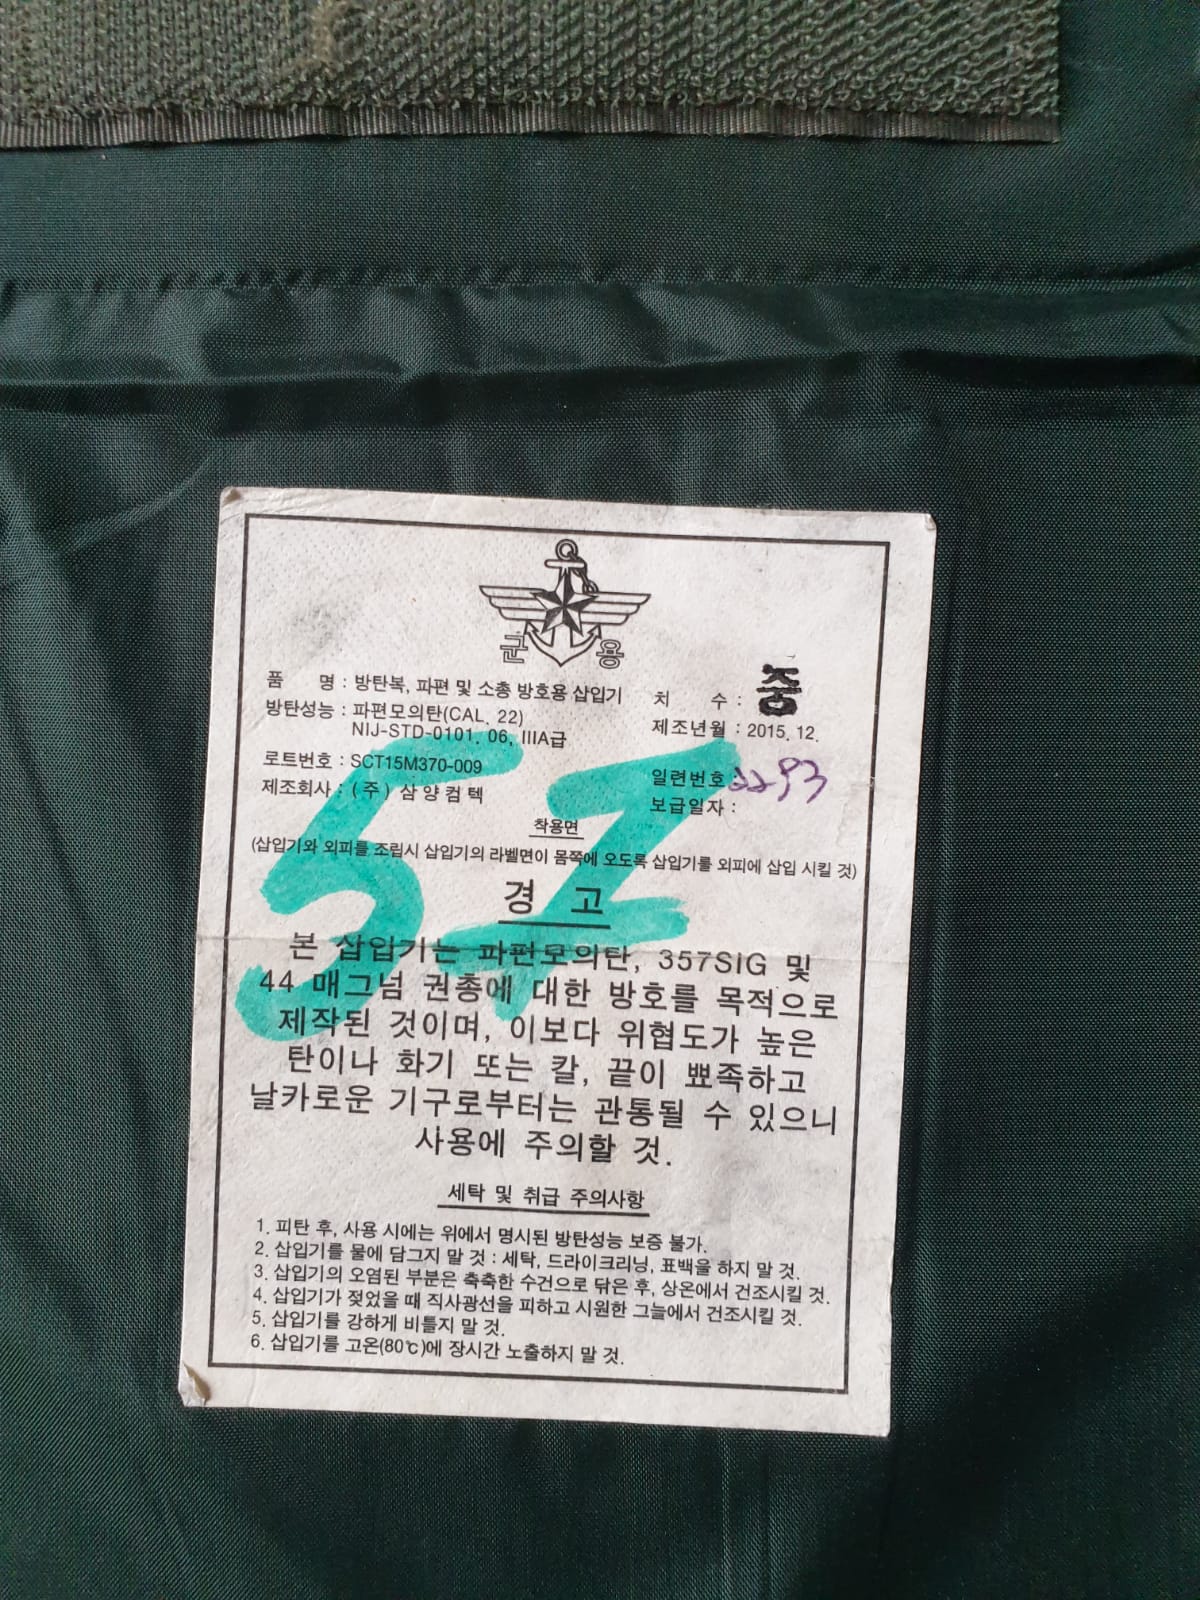 군 용
품 명 : 방탄복, 파편 및 소총 방호용 삽입기
치 수 : 중
방탄성능 : 파편모의탄(CAL. 22)
NIJ-STD-0101. 06, IIIA급
제조년월 : 2015. 12.
로트번호 : SCT15M370-009
일련번호 2293
제조회사 : (주) 삼양컴텍
보급일자 :
57
착용면
(삽입기와 외피를 조립시 삽입기의 라벨면이 몸쪽에 오도록 삽입기를 외피에 삽입 시킬 것)
경 고
본 삽입기는 파편모의탄, 357SIG 및
44 매그넘 권총에 대한 방호를 목적으로
제작된 것이며, 이보다 위협도가 높은
탄이나 화기 또는 칼, 끝이 뾰족하고
날카로운 기구로부터는 관통될 수 있으니
사용에 주의할 것.
세탁 및 취급 주의사항
1. 피탄 후, 사용 시에는 위에서 명시된 방탄성능 보증 불가.
2. 삽입기를 물에 담그지 말 것 : 세탁, 드라이크리닝, 표백을 하지 말 것.
3. 삽입기의 오염된 부분은 축축한 수건으로 닦은 후, 상온에서 건조시킬 것.
4. 삽입기가 젖었을 때 직사광선을 피하고 시원한 그늘에서 건조시킬 것.
5. 삽입기를 강하게 비틀지 말 것.
6. 삽입기를 고온(80℃)에 장시간 노출하지 말 것.